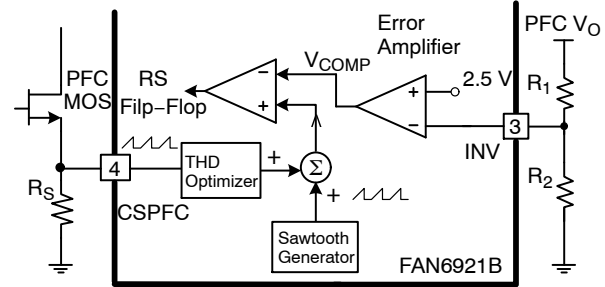 Error
Amplifier
PFC VO
PFC
MOS
RS
Filp−Flop
VCOMP
−
+
+
−
2.5 V
R1
3
INV
4
THD
Optimizer
+
Σ
+
R2
RS
CSPFC
Sawtooth
Generator
FAN6921B